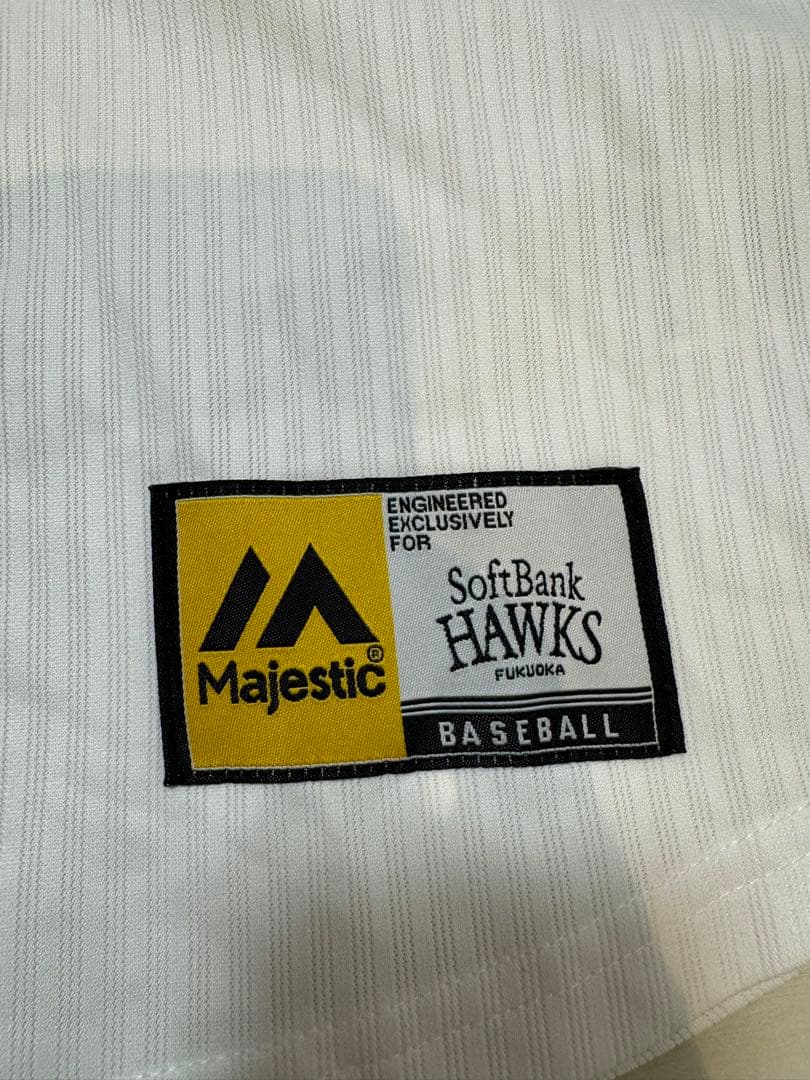 ENGINEERED
EXCLUSIVELY
FOR
SoftBank
HAWKS
FUKUOKA
BASEBALL
Majestic®